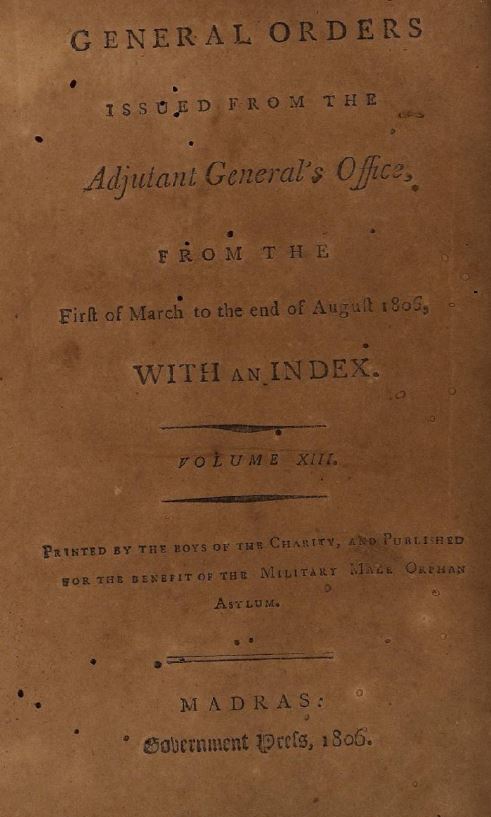 GENERAL ORDERS
ISSUED FROM THE
Adjutant General's Office,
FROM THE
Firſt of March to the end of Auguſt 1806,
WITH AN INDEX.
VOLUME XIII.
PRINTED BY THE BOYS OF THE CHARITY, AND PUBLISHED
FOR THE BENEFIT OF THE MILITARY MALE ORPHAN
ASYLUM.
MADRAS:
Government Preſs, 1806.